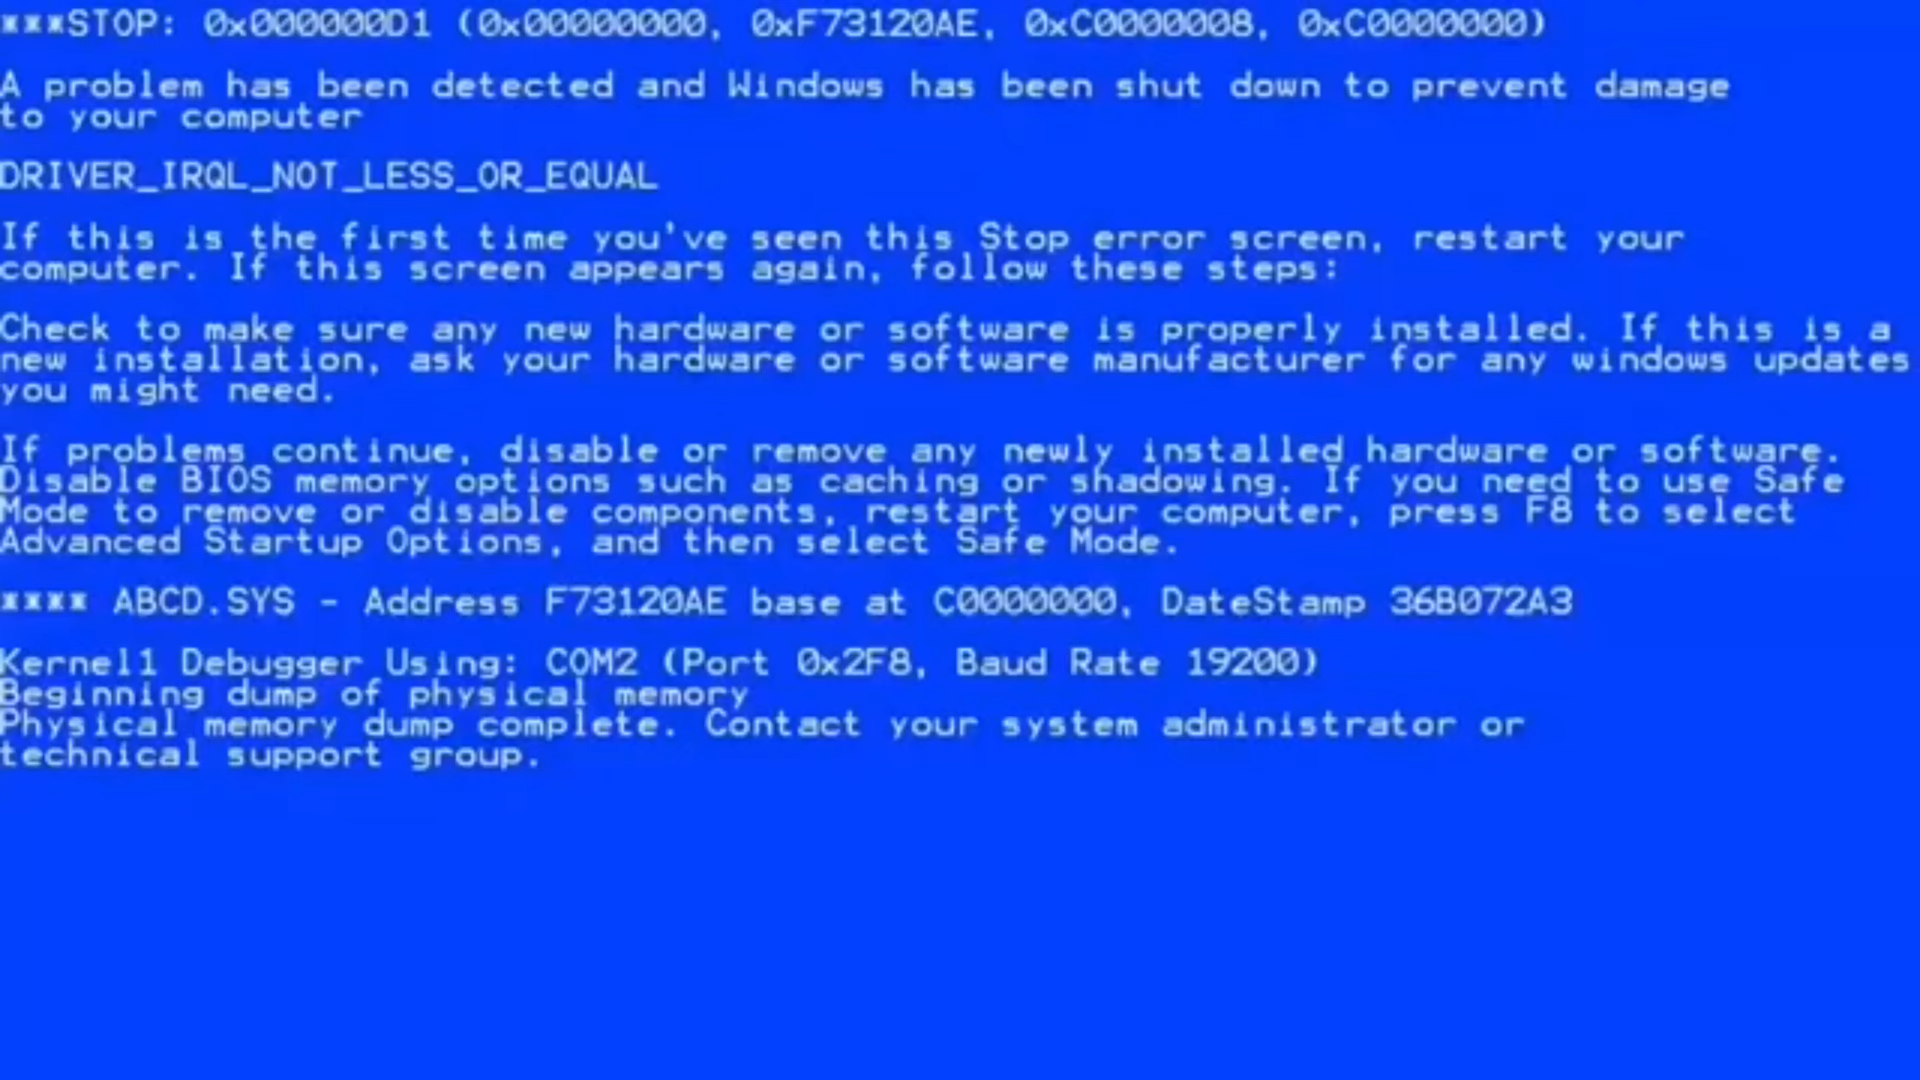 ***STOP: 0x000000D1 (0x00000000, 0xF73120AE, 0xC0000008, 0xC0000000)
A problem has been detected and Windows has been shut down to prevent damage
to your computer
DRIVER_IRQL_NOT_LESS_OR_EQUAL
If this is the first time you've seen this Stop error screen, restart your
computer. If this screen appears again, follow these steps:
Check to make sure any new hardware or software is properly installed. If this is a
new installation, ask your hardware or software manufacturer for any windows updates
you might need.
If problems continue, disable or remove any newly installed hardware or software.
Disable BIOS memory options such as caching or shadowing. If you need to use Safe
Mode to remove or disable components, restart your computer, press F8 to select
Advanced Startup Options, and then select Safe Mode.
**** ABCD.SYS - Address F73120AE base at C0000000, DateStamp 36B072A3
Kernel1 Debugger Using: COM2 (Port 0x2F8, Baud Rate 19200)
Beginning dump of physical memory
Physical memory dump complete. Contact your system administrator or
technical support group.